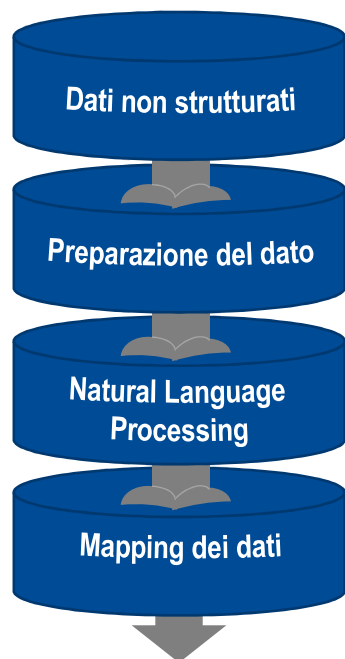 Dati non strutturati
Preparazione del dato
Natural Language
Processing
Mapping dei dati